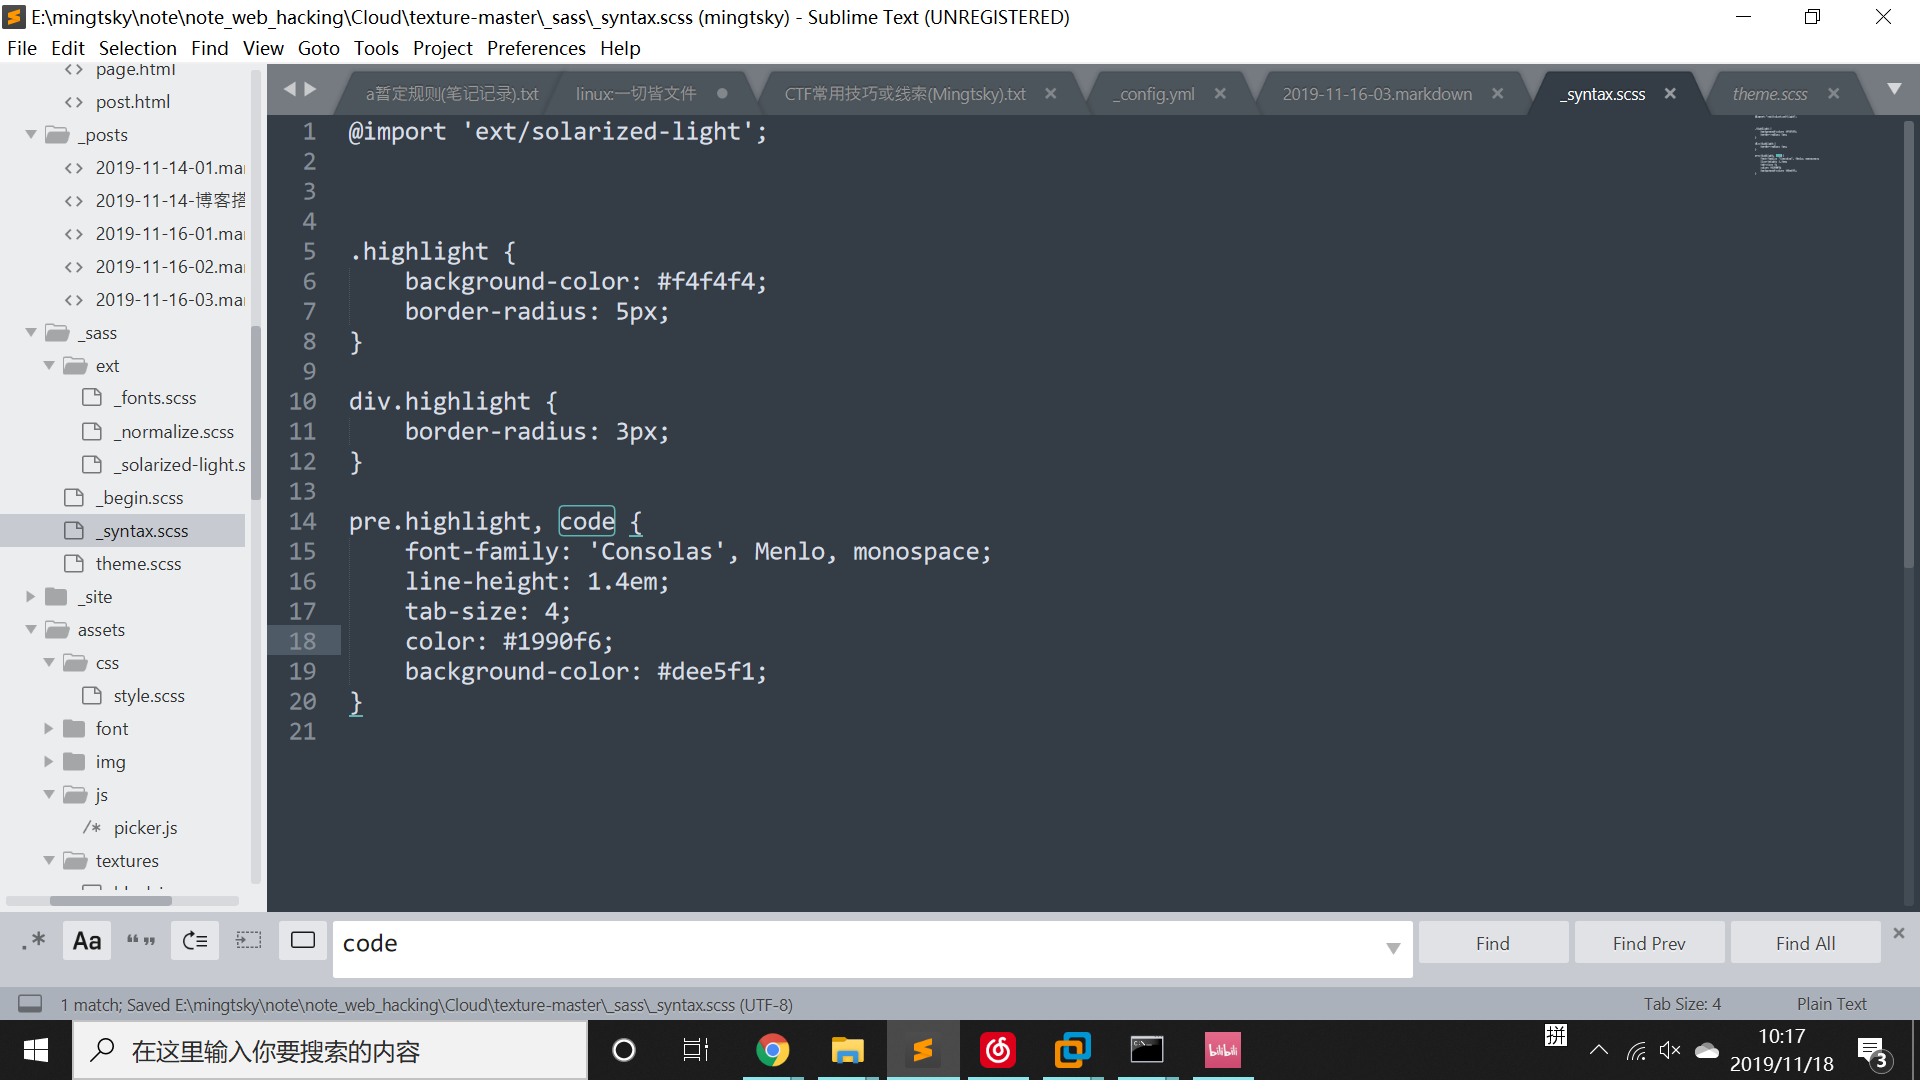 E:\mingtsky\note\note_web_hacking\Cloud\texture-master\_sass\_syntax.scss (mingtsky) - Sublime Text (UNREGISTERED)
File Edit Selection Find View Goto Tools Project Preferences Help
page.html
post.html
_posts
2019-11-14-01.mar
2019-11-14-博客搭
2019-11-16-01.mar
2019-11-16-02.mar
2019-11-16-03.mar
_sass
ext
_fonts.scss
_normalize.scss
_solarized-light.s
_begin.scss
_syntax.scss
theme.scss
_site
assets
css
style.scss
font
img
js
/* picker.js
textures
a暂定规则(笔记记录).txt linux:一切皆文件 CTF常用技巧或线索(Mingtsky).txt _config.yml 2019-11-16-03.markdown _syntax.scss theme.scss
1 @import 'ext/solarized-light';
2
3
4
5 .highlight {
6 background-color: #f4f4f4;
7 border-radius: 5px;
8 }
9
10 div.highlight {
11 border-radius: 3px;
12 }
13
14 pre.highlight, code {
15 font-family: 'Consolas', Menlo, monospace;
16 line-height: 1.4em;
17 tab-size: 4;
18 color: #1990f6;
19 background-color: #dee5f1;
20 }
21
.* Aa “” code Find Find Prev Find All
1 match; Saved E:\mingtsky\note\note_web_hacking\Cloud\texture-master\_sass\_syntax.scss (UTF-8) Tab Size: 4 Plain Text
在这里输入你要搜索的内容
bilibili
拼
10:17
2019/11/18
3